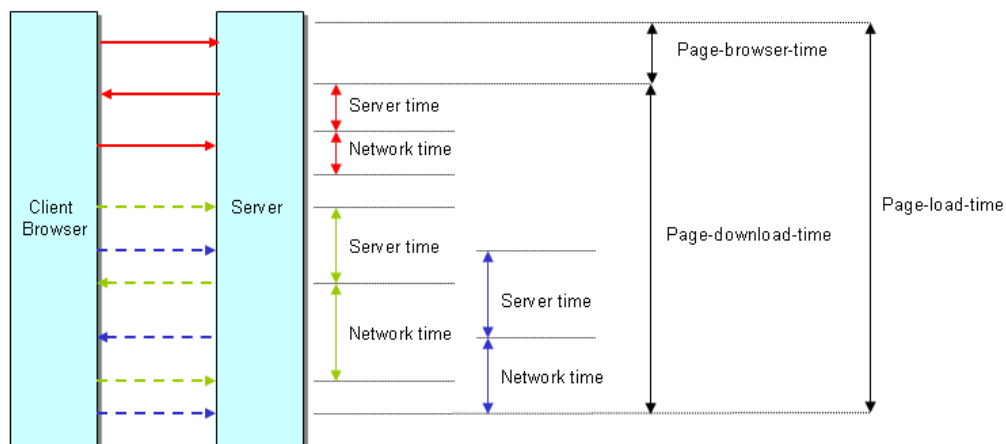 Page-browser-time
Server time
Network time
Client
Browser
Server
Page-load-time
Page-download-time
Server time
Server time
Network time
Network time